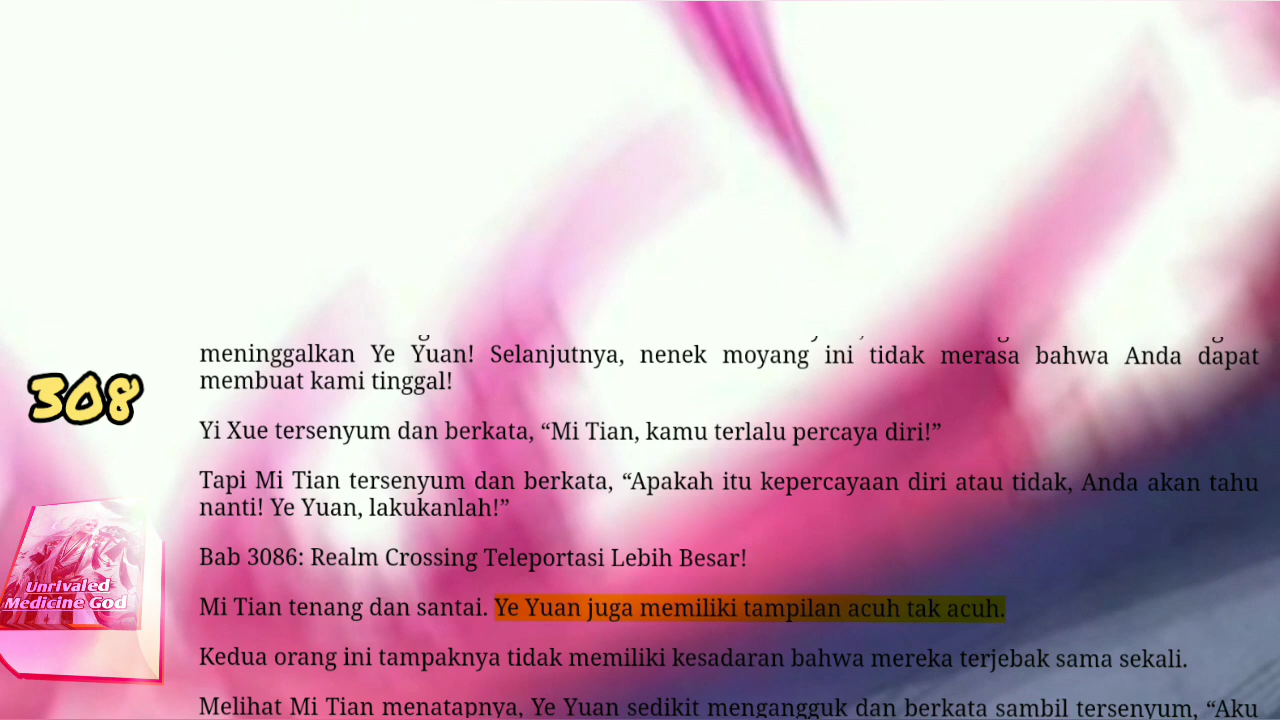 meninggalkan Ye Yuan! Selanjutnya, nenek moyang ini tidak merasa bahwa Anda dapat
membuat kami tinggal!
308
Yi Xue tersenyum dan berkata, “Mi Tian, kamu terlalu percaya diri!”
Tapi Mi Tian tersenyum dan berkata, “Apakah itu kepercayaan diri atau tidak, Anda akan tahu
nanti! Ye Yuan, lakukanlah!”
Bab 3086: Realm Crossing Teleportasi Lebih Besar!
Unrivaled
Medicine God
Mi Tian tenang dan santai. Ye Yuan juga memiliki tampilan acuh tak acuh.
Kedua orang ini tampaknya tidak memiliki kesadaran bahwa mereka terjebak sama sekali.
Melihat Mi Tian menatapnya, Ye Yuan sedikit mengangguk dan berkata sambil tersenyum, “Aku